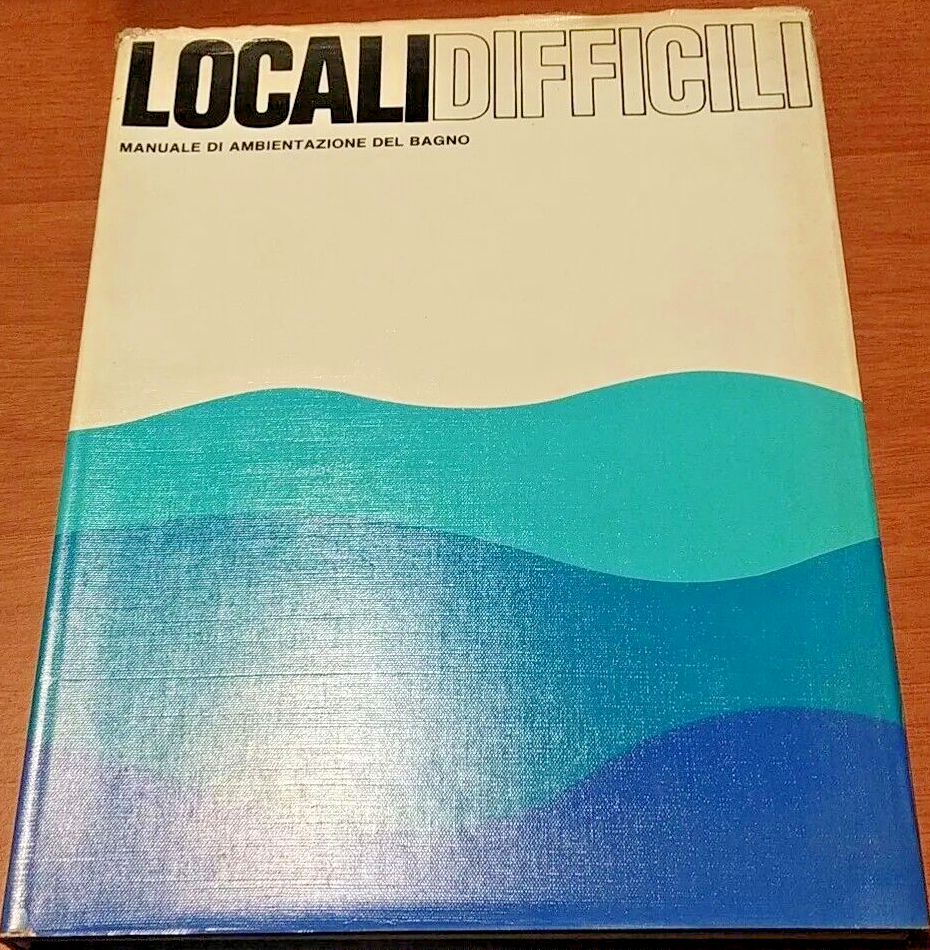 LOCALIDIFFICILI
MANUALE DI AMBIENTAZIONE DEL BAGNO